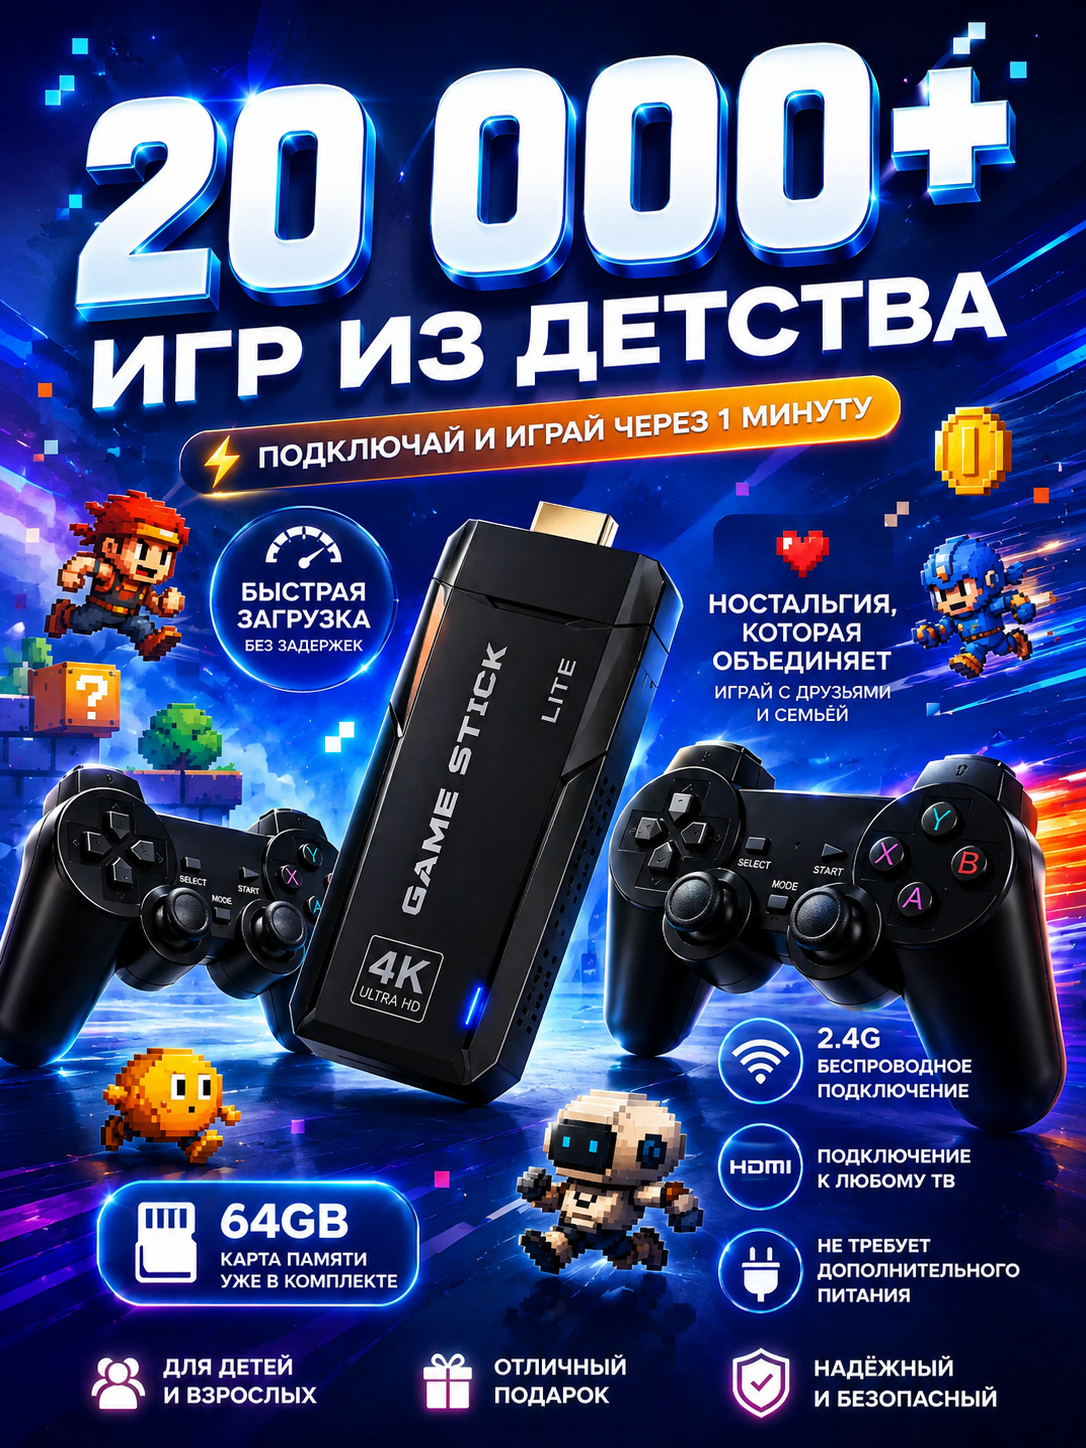 20 000+
ИГР ИЗ ДЕТСТВА
ПОДКЛЮЧАЙ И ИГРАЙ ЧЕРЕЗ 1 МИНУТУ
БЫСТРАЯ
ЗАГРУЗКА
БЕЗ ЗАДЕРЖЕК
НОСТАЛЬГИЯ,
КОТОРАЯ
ОБЪЕДИНЯЕТ
ИГРАЙ С ДРУЗЬЯМИ
И СЕМЬЁЙ
?
GAME STICK
LITE
4K
ULTRA HD
SELECT
START
MODE
Y
X
A
SELECT
START
MODE
Y
X
B
A
2.4G
БЕСПРОВОДНОЕ
ПОДКЛЮЧЕНИЕ
HDMI
ПОДКЛЮЧЕНИЕ
К ЛЮБОМУ ТВ
НЕ ТРЕБУЕТ
ДОПОЛНИТЕЛЬНОГО
ПИТАНИЯ
64GB
КАРТА ПАМЯТИ
УЖЕ В КОМПЛЕКТЕ
ДЛЯ ДЕТЕЙ
И ВЗРОСЛЫХ
ОТЛИЧНЫЙ
ПОДАРОК
НАДЁЖНЫЙ
И БЕЗОПАСНЫЙ